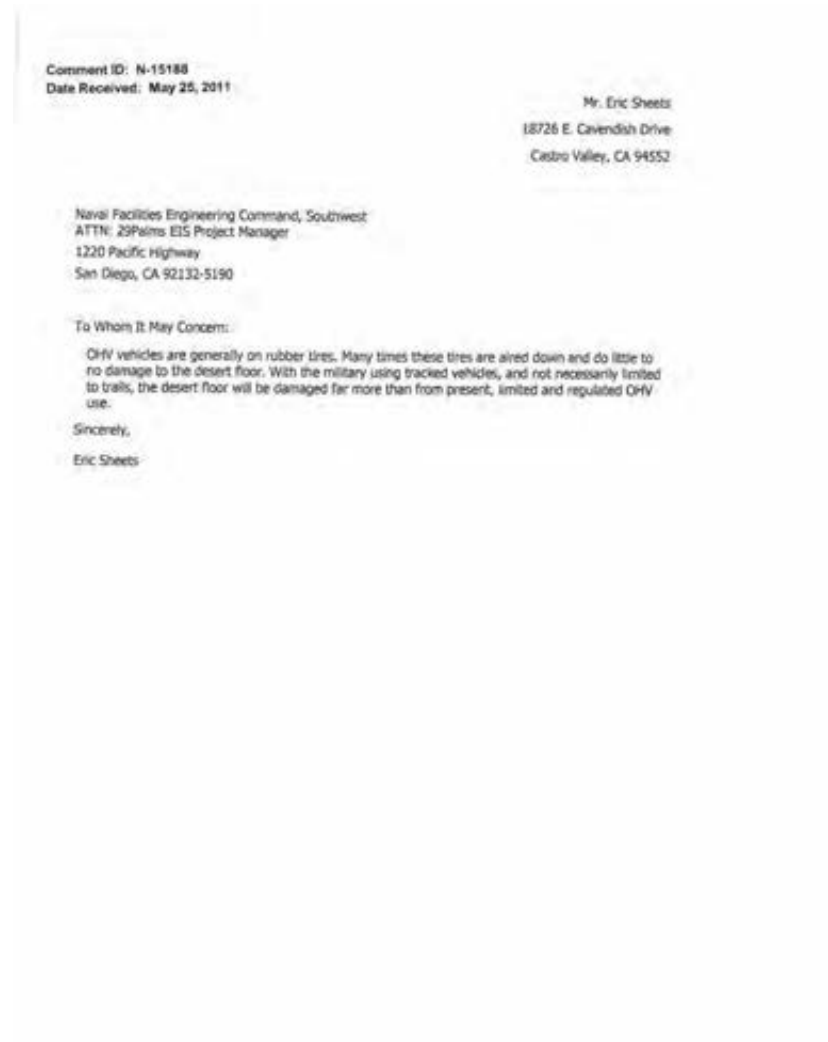 Comment ID: N-15188
Date Received: May 25, 2011
Mr. Eric Sheets
18726 E. Cavendish Drive
Castro Valley, CA 94552
Naval Facilities Engineering Command, Southwest
ATTN: 29Palms EIS Project Manager
1220 Pacific Highway
San Diego, CA 92132-5190
To Whom It May Concern:
OHV vehicles are generally on rubber tires. Many times these tires are aired down and do little to
no damage to the desert floor. With the military using tracked vehicles, and not necessarily limited
to trails, the desert floor will be damaged far more than from present, limited and regulated OHV
use.
Sincerely,
Eric Sheets